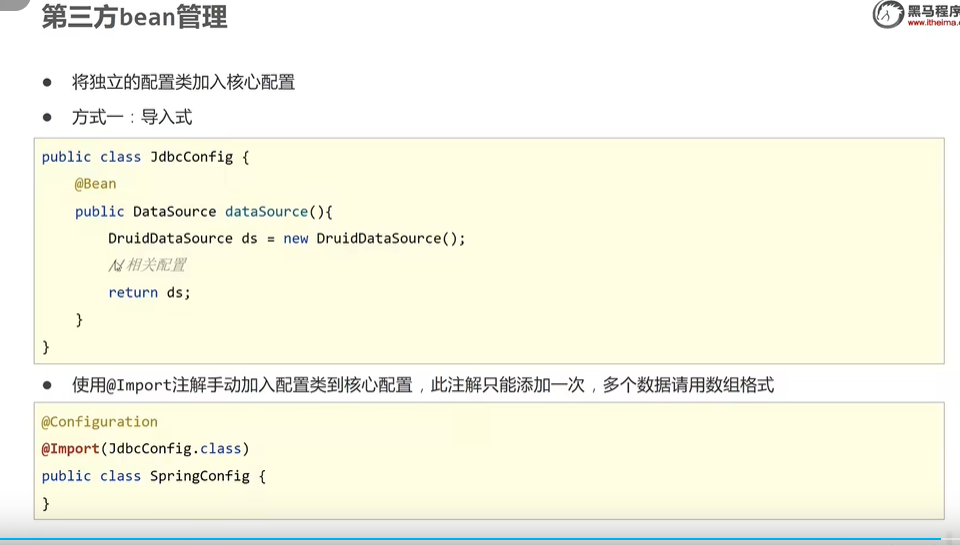 第三方bean管理
黑马程序
www.itheima.
● 将独立的配置类加入核心配置
● 方式一：导入式
public class JdbcConfig {
@Bean
public DataSource dataSource(){
DruidDataSource ds = new DruidDataSource();
//相关配置
return ds;
}
}
● 使用@Import注解手动加入配置类到核心配置，此注解只能添加一次，多个数据请用数组格式
@Configuration
@Import(JdbcConfig.class)
public class SpringConfig {
}